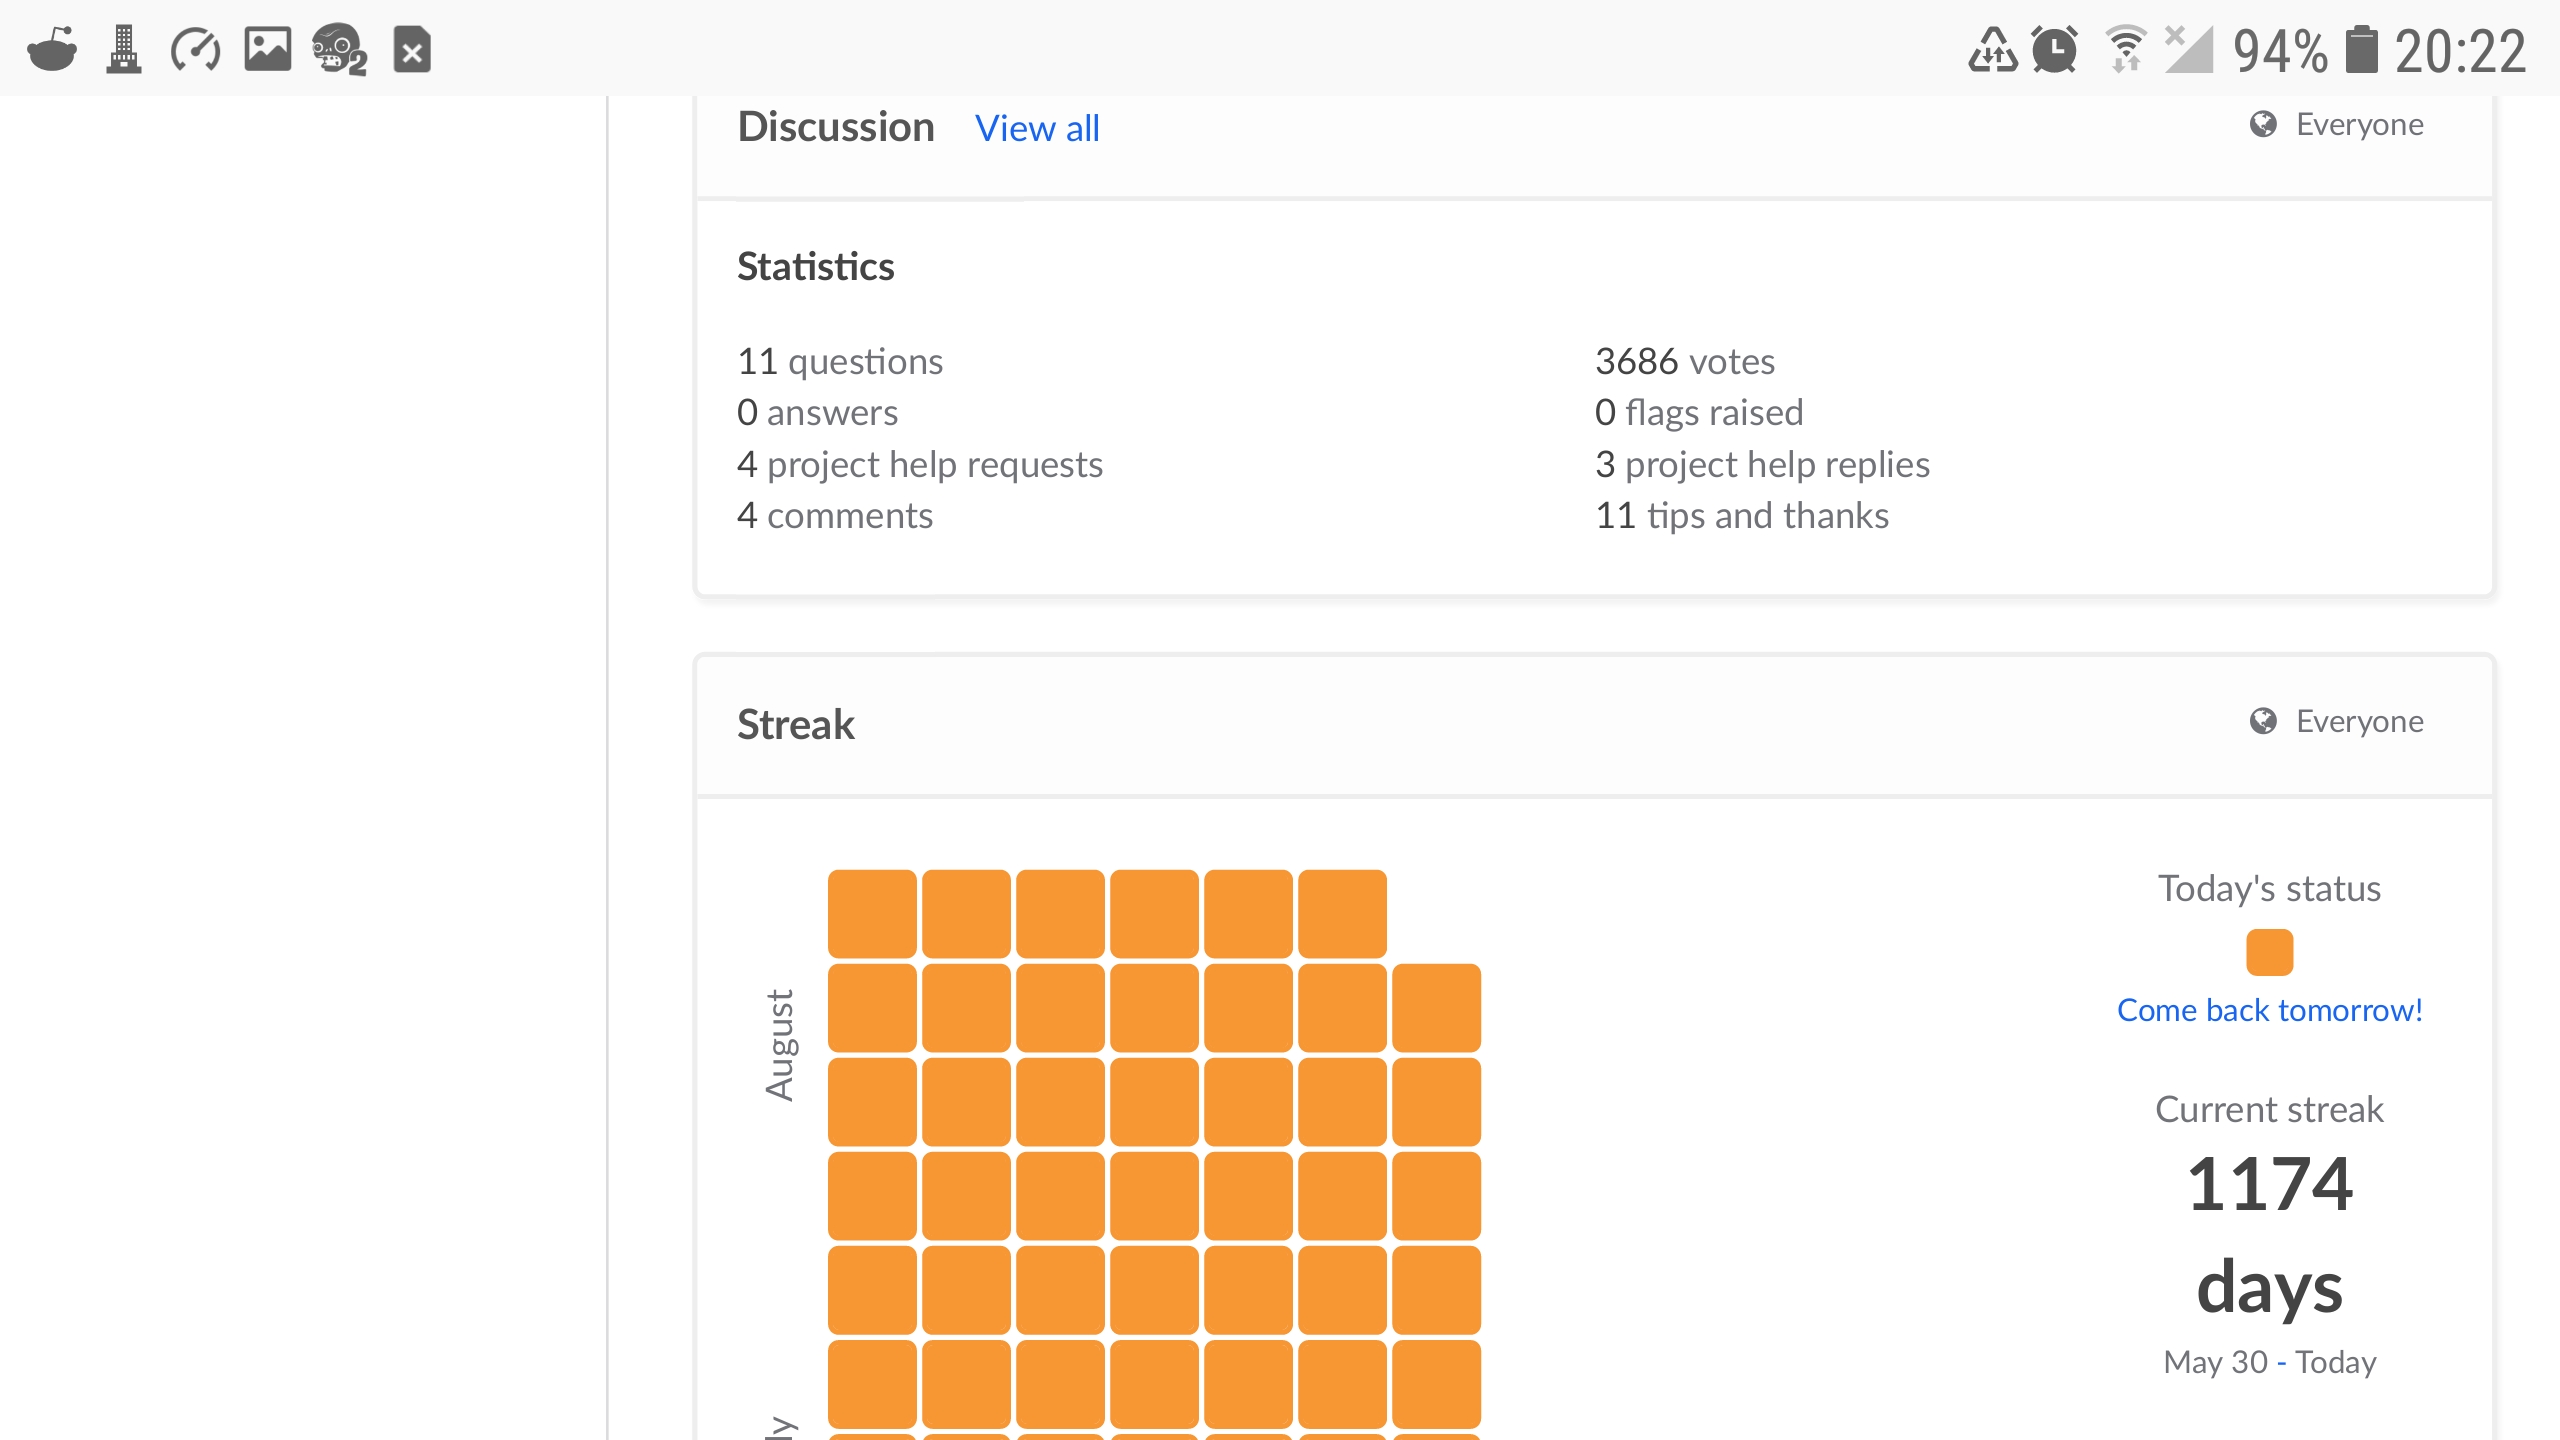 94% 20:22
Discussion View all Everyone
Statistics
11 questions
0 answers
4 project help requests
4 comments
3686 votes
0 flags raised
3 project help replies
11 tips and thanks
Streak Everyone
August
Today's status
Come back tomorrow!
Current streak
1174
days
May 30 - Today